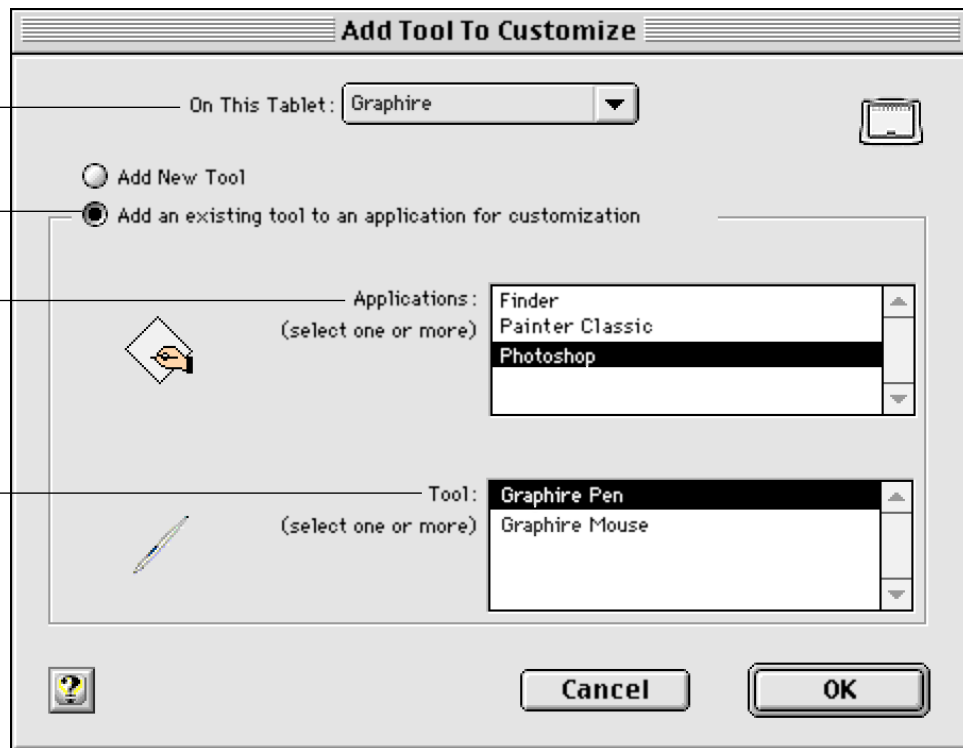 Add Tool To Customize
On This Tablet: Graphire
Add New Tool
Add an existing tool to an application for customization
Applications:
(select one or more)
Finder
Painter Classic
Photoshop
Tool:
(select one or more)
Graphire Pen
Graphire Mouse
?
Cancel
OK